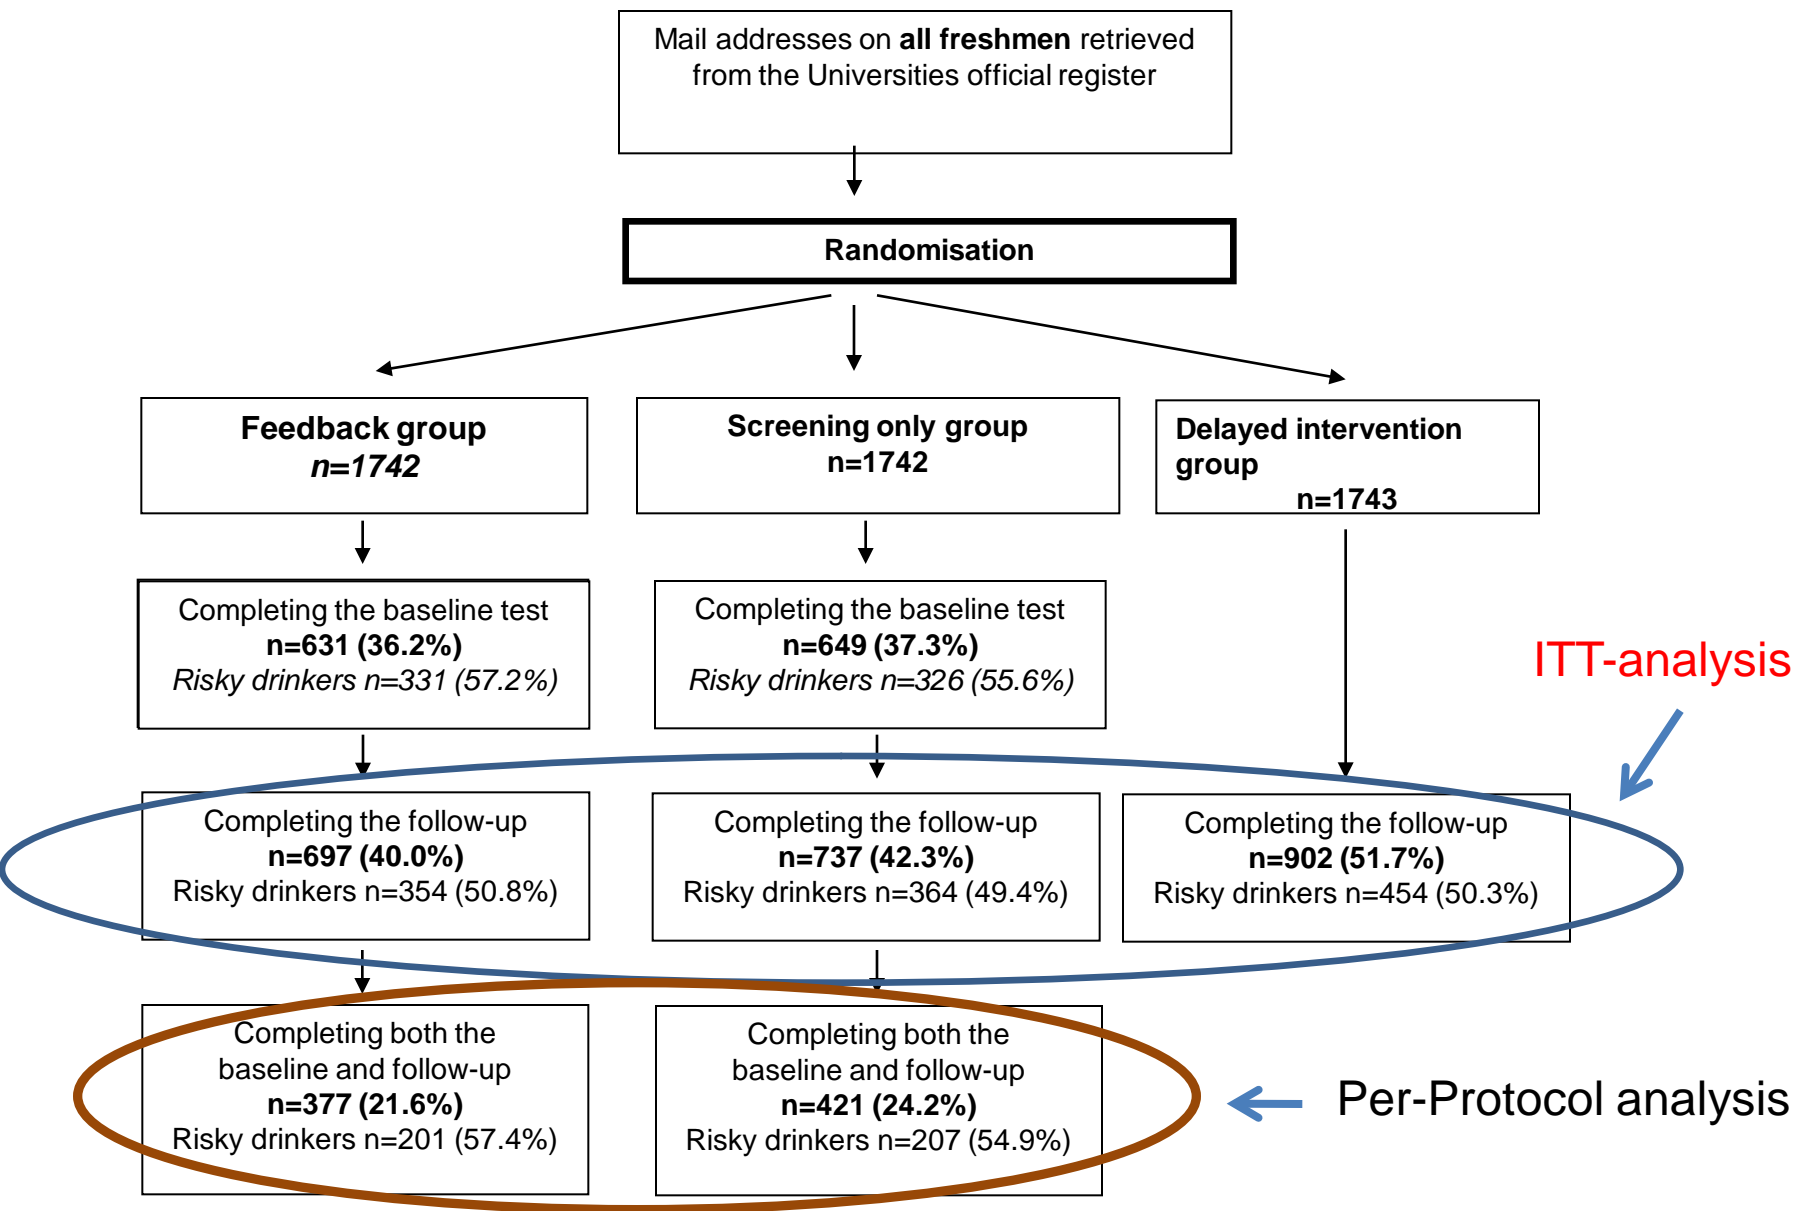 Mail addresses on all freshmen retrieved
from the Universities official register
Randomisation
Feedback group
n=1742
Screening only group
n=1742
Delayed intervention
group
n=1743
Completing the baseline test
n=631 (36.2%)
Risky drinkers n=331 (57.2%)
Completing the baseline test
n=649 (37.3%)
Risky drinkers n=326 (55.6%)
ITT-analysis
Completing the follow-up
n=697 (40.0%)
Risky drinkers n=354 (50.8%)
Completing the follow-up
n=737 (42.3%)
Risky drinkers n=364 (49.4%)
Completing the follow-up
n=902 (51.7%)
Risky drinkers n=454 (50.3%)
Completing both the
baseline and follow-up
n=377 (21.6%)
Risky drinkers n=201 (57.4%)
Completing both the
baseline and follow-up
n=421 (24.2%)
Risky drinkers n=207 (54.9%)
Per-Protocol analysis